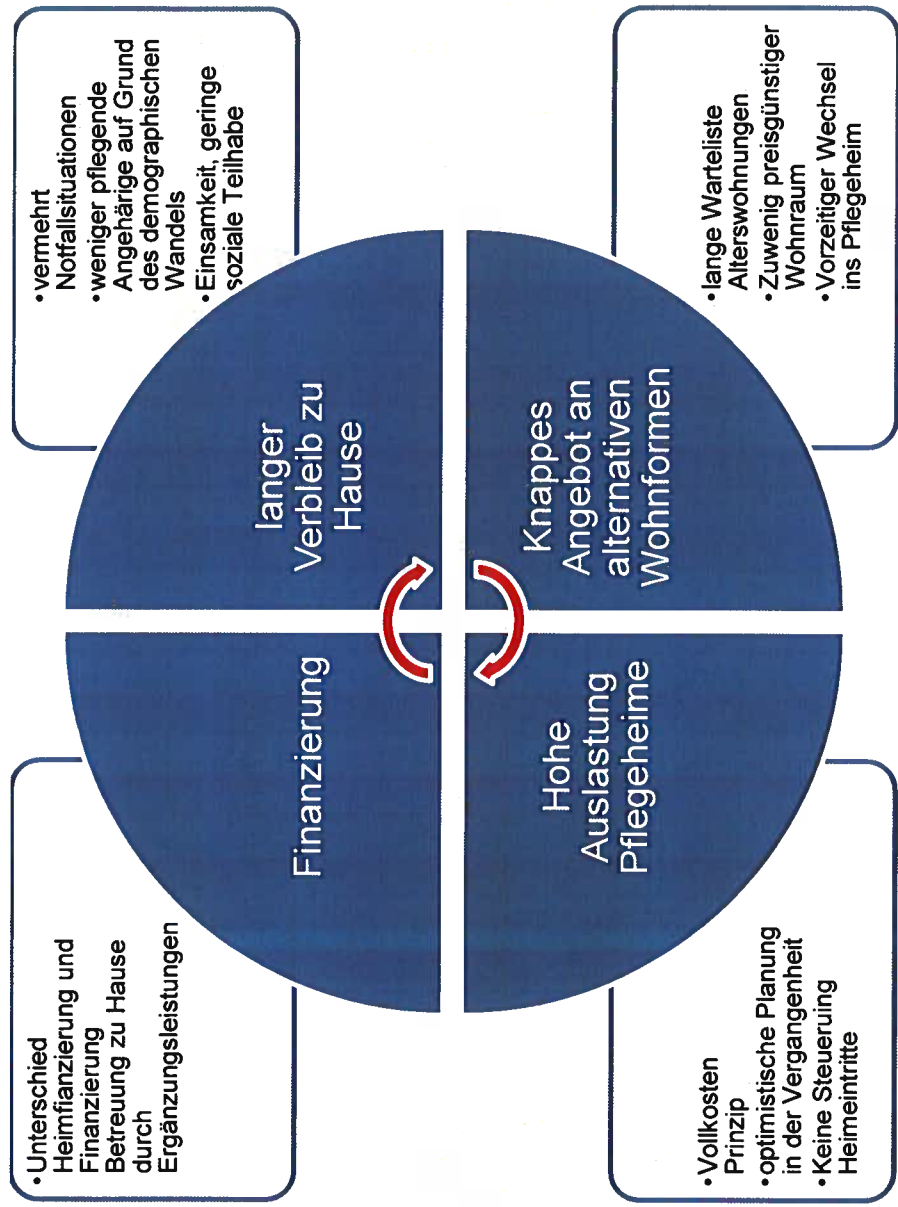 •Unterschied
Heimfianzierung und
Finanzierung
Betreuung zu Hause
durch
Ergänzungsleistungen
Finanzierung
langer
Verbleib zu
Hause
•vermehrt
Notfallsituationen
•weniger pflegende
Angehärige auf Grund
des demographischen
Wandels
•Einsamkeit, geringe
soziale Teilhabe
•Vollkosten
Prinzip
•optimistische Planung
in der Vergangenheit
•Keine Steueruing
Heimeintritte
Hohe
Auslastung
Pflegeheime
Knappes
Angebot an
alternativen
Wohnformen
•lange Warteliste
Alterswohnungen
•Zuwenig preisgünstiger
Wohnraum
•Vorzeitiger Wechsel
ins Pflegeheim